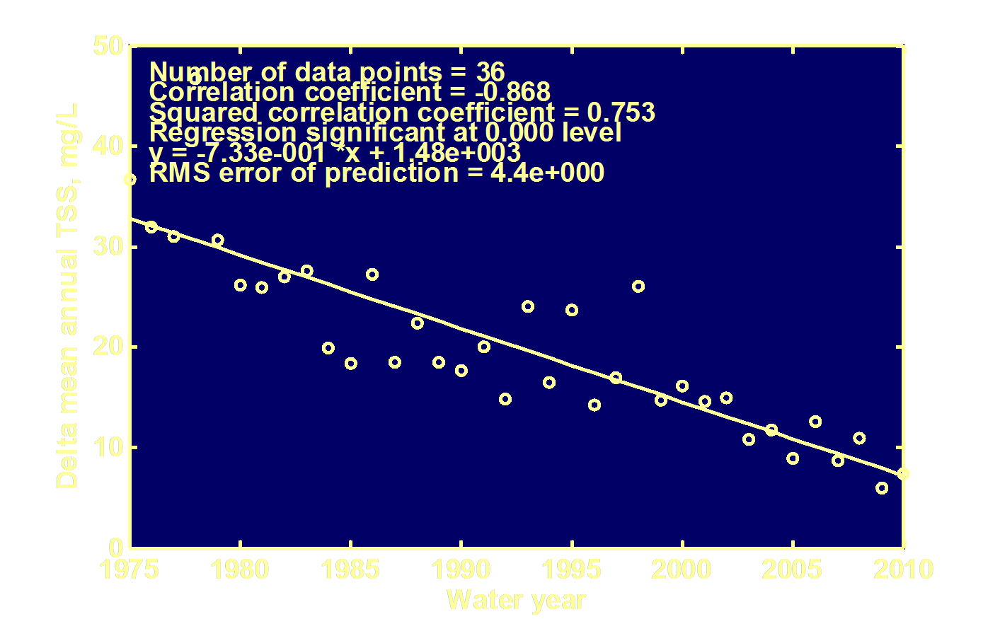 50
Number of data points = 36
Correlation coefficient = -0.868
Squared correlation coefficient = 0.753
Regression significant at 0.000 level
y = -7.33e-001 *x + 1.48e+003
RMS error of prediction = 4.4e+000
40
30
20
10
0
Delta mean annual TSS, mg/L
1975 1980 1985 1990 1995 2000 2005 2010
Water year